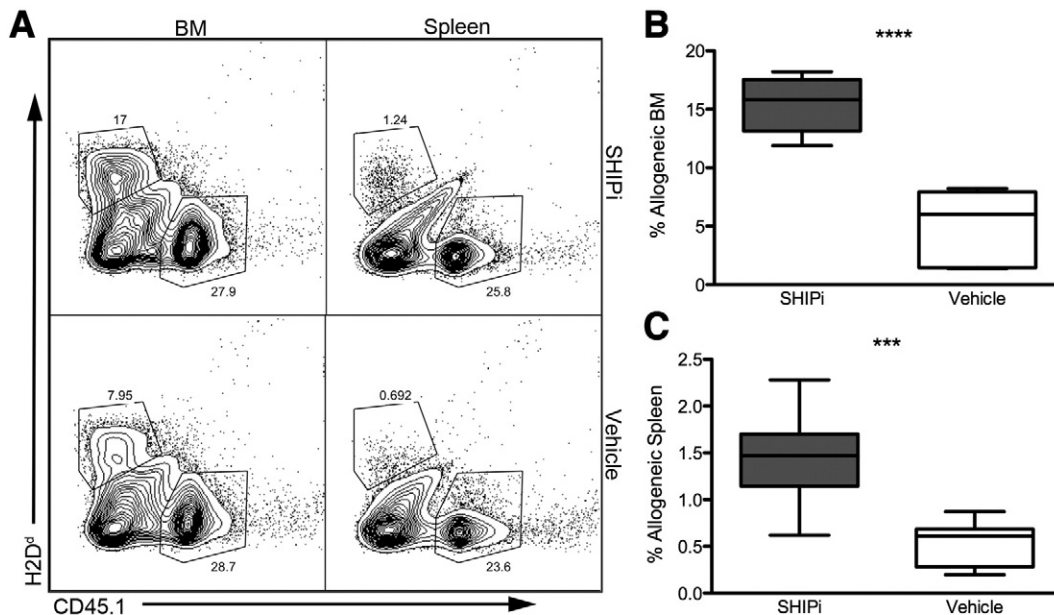 A
BM
Spleen
17
1.24
SHIPi
27.9
25.8
7.95
0.692
Vehicle
28.7
23.6
H2Dᵈ
CD45.1
B
****
% Allogeneic BM
20
15
10
5
0
SHIPi
Vehicle
C
***
% Allogeneic Spleen
2.5
2.0
1.5
1.0
0.5
0.0
SHIPi
Vehicle